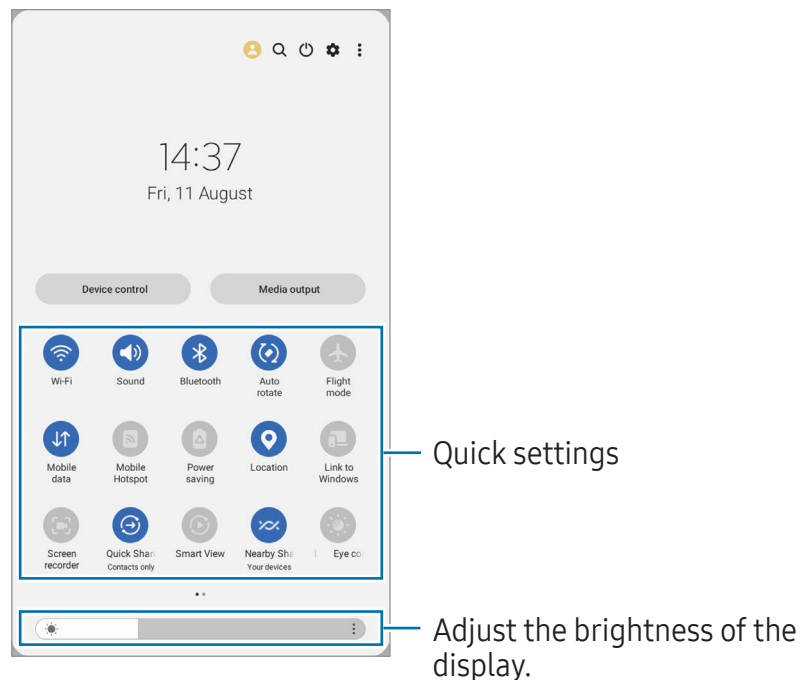 14:37
Fri, 11 August
Device control
Media output
Wi-Fi
Sound
Bluetooth
Auto
rotate
Flight
mode
Mobile
data
Mobile
Hotspot
Power
saving
Location
Link to
Windows
Screen
recorder
Quick Shar
Contacts only
Smart View
Nearby Sha
Your devices
Eye co
Quick settings
Adjust the brightness of the
display.